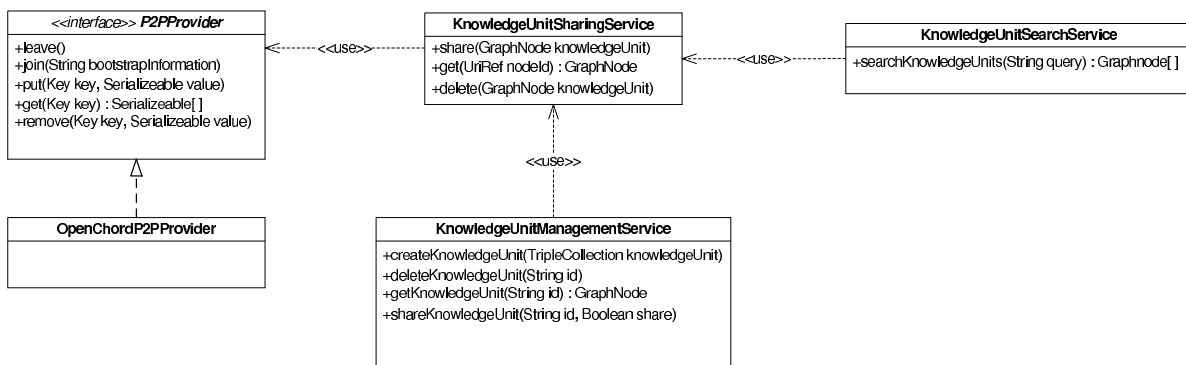 <<interface>> P2PProvider
+leave()
+join(String bootstrapInformation)
+put(Key key, Serializeable value)
+get(Key key) : Serializeable[ ]
+remove(Key key, Serializeable value)
<<use>>
KnowledgeUnitSharingService
+share(GraphNode knowledgeUnit)
+get(UriRef nodeId) : GraphNode
+delete(GraphNode knowledgeUnit)
<<use>>
KnowledgeUnitSearchService
+searchKnowledgeUnits(String query) : Graphnode[ ]
<<use>>
OpenChordP2PProvider
KnowledgeUnitManagementService
+createKnowledgeUnit(TripleCollection knowledgeUnit)
+deleteKnowledgeUnit(String id)
+getKnowledgeUnit(String id) : GraphNode
+shareKnowledgeUnit(String id, Boolean share)